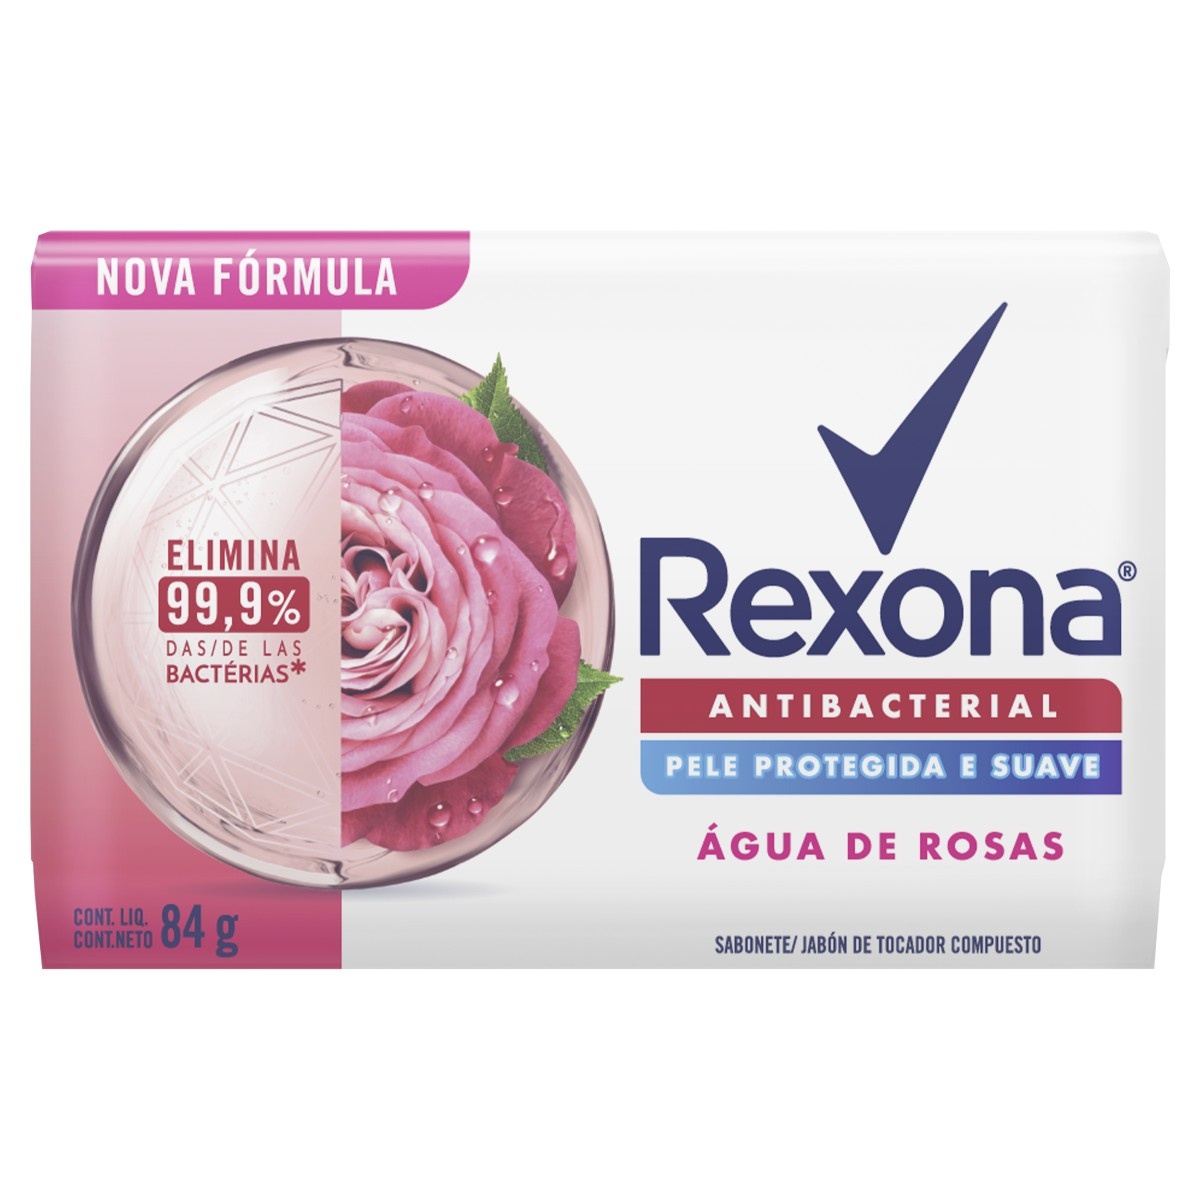 NOVA FÓRMULA
ELIMINA
99,9%
DAS/DE LAS
BACTÉRIAS*
Rexona®
ANTIBACTERIAL
PELE PROTEGIDA E SUAVE
ÁGUA DE ROSAS
CONT. LIQ.
CONT.NETO 84 g
SABONETE/ JABÓN DE TOCADOR COMPUESTO